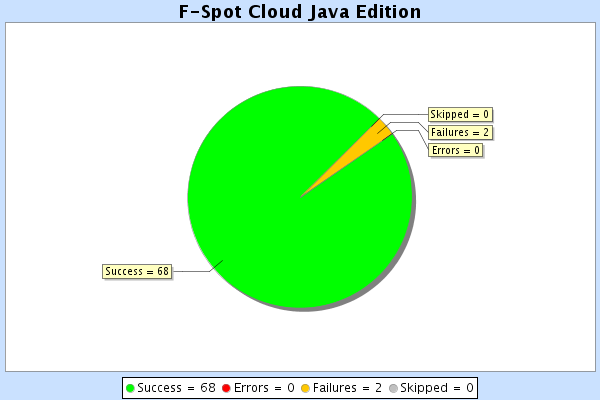 F-Spot Cloud Java Edition
Skipped = 0
Failures = 2
Errors = 0
Success = 68
Success = 68 Errors = 0 Failures = 2 Skipped = 0